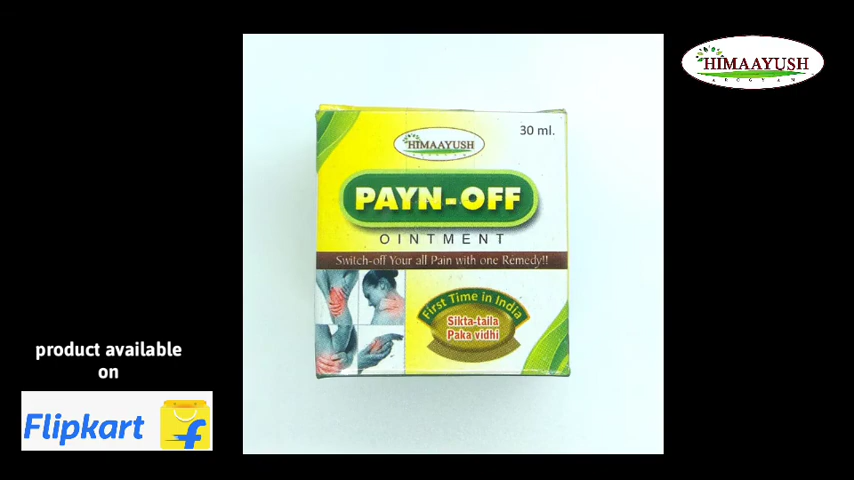 HIMAAYUSH
AROGYAM
30 ml.
HIMAAYUSH
PAYN-OFF
OINTMENT
Switch-off Your all Pain with one Remedy!!
First Time in India
Sikta-taila
Paka vidhi
product available
on
Flipkart